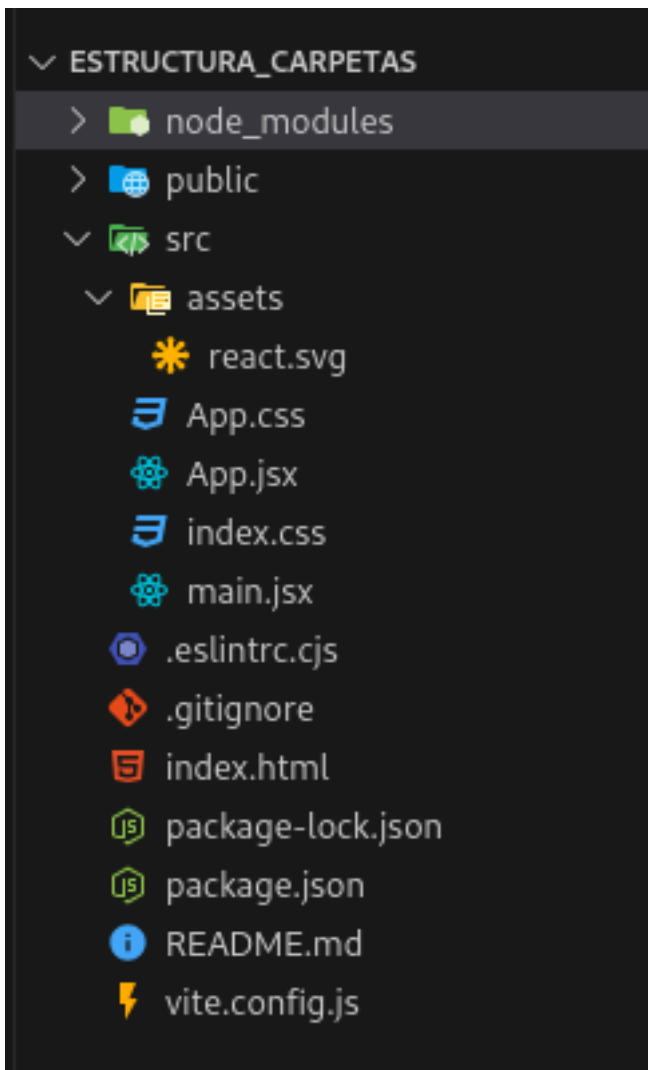 ESTRUCTURA_CARPETAS
node_modules
public
src
assets
react.svg
App.css
App.jsx
index.css
main.jsx
.eslintrc.cjs
.gitignore
index.html
package-lock.json
package.json
README.md
vite.config.js